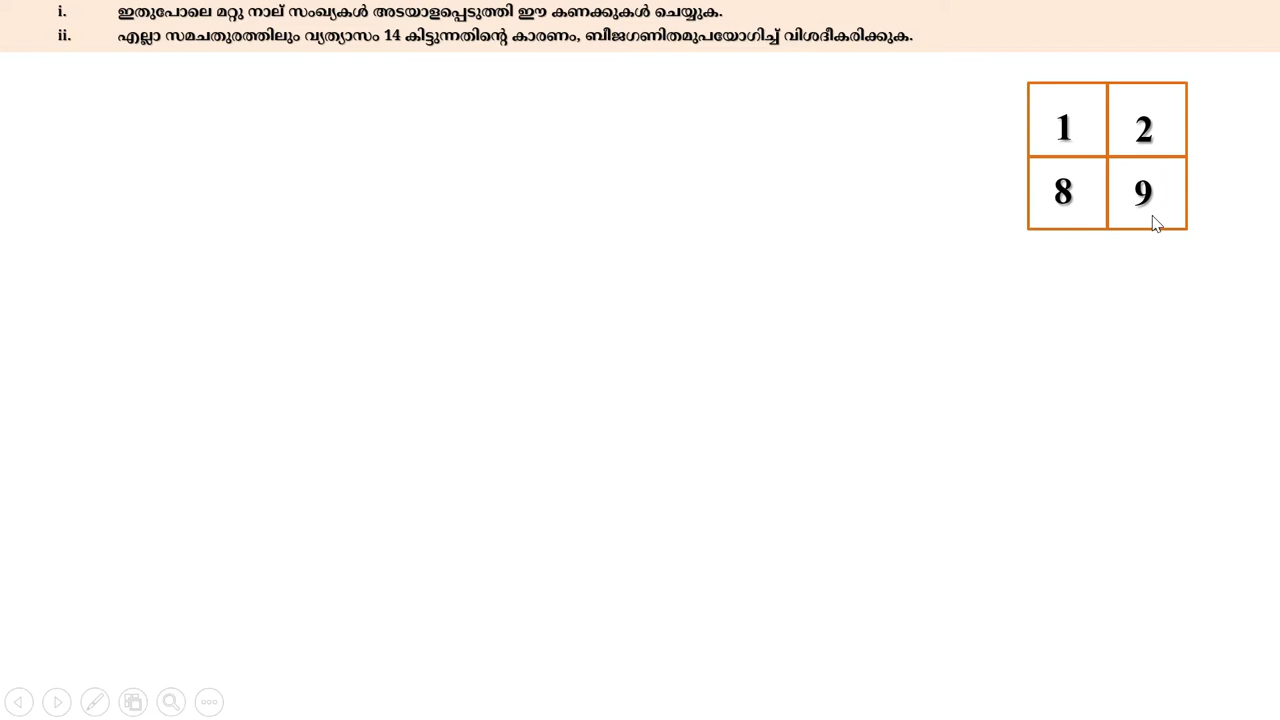 i. ഇതുപോലെ മറ്റു നാല് സംഖ്യകൾ അടയാളപ്പെടുത്തി ഈ കണക്കുകൾ ചെയ്യുക.
ii. എല്ലാ സമചതുരത്തിലും വ്യത്യാസം 14 കിട്ടുന്നതിന്റെ കാരണം, ബീജഗണിതമുപയോഗിച്ച് വിശദീകരിക്കുക.
1 2
8 9